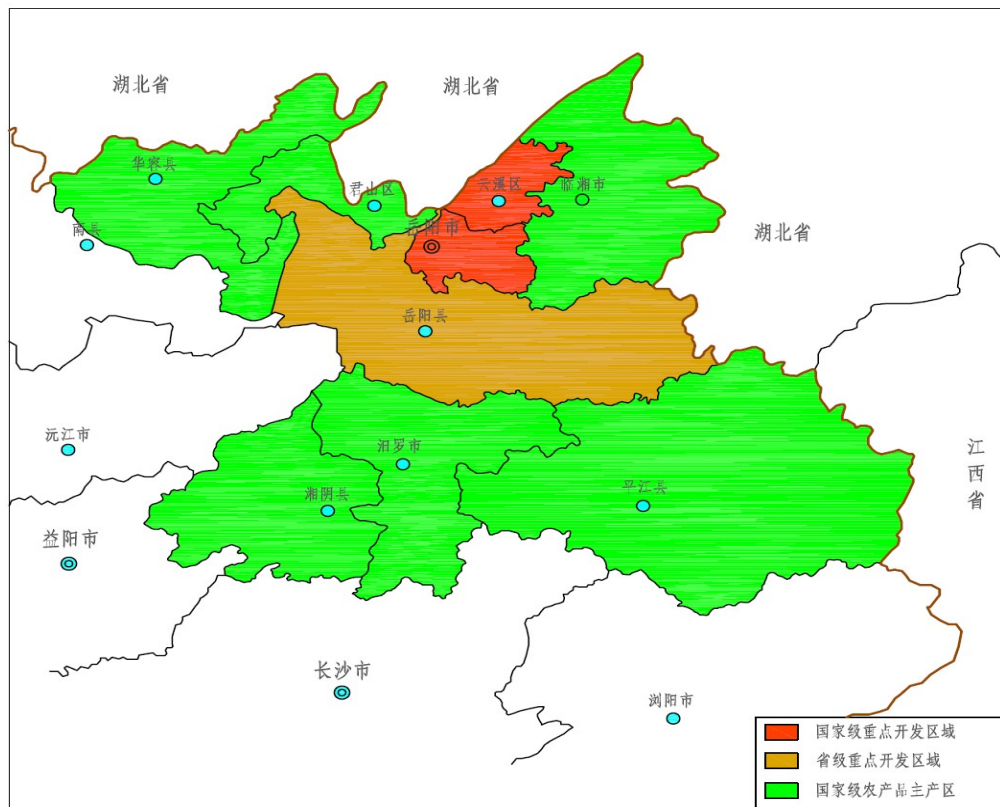 湖北省
湖北省
华容县
君山区
云溪区
临湘市
南县
岳阳市
湖北省
岳阳县
沅江市
汨罗市
江西省
湘阴县
平江县
益阳市
长沙市
浏阳市
国家级重点开发区域
省级重点开发区域
国家级农产品主产区